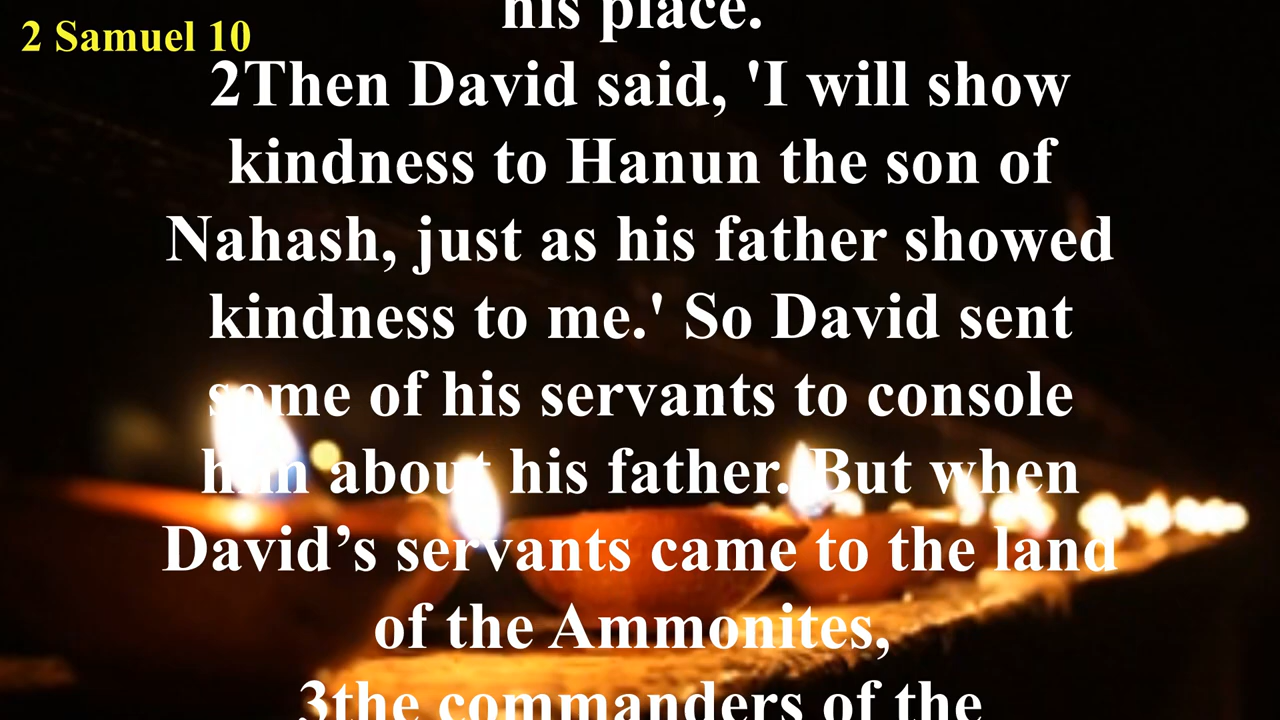 his place.
2 Samuel 10
2Then David said, 'I will show
kindness to Hanun the son of
Nahash, just as his father showed
kindness to me.' So David sent
some of his servants to console
him about his father. But when
David’s servants came to the land
of the Ammonites,
3the commanders of the